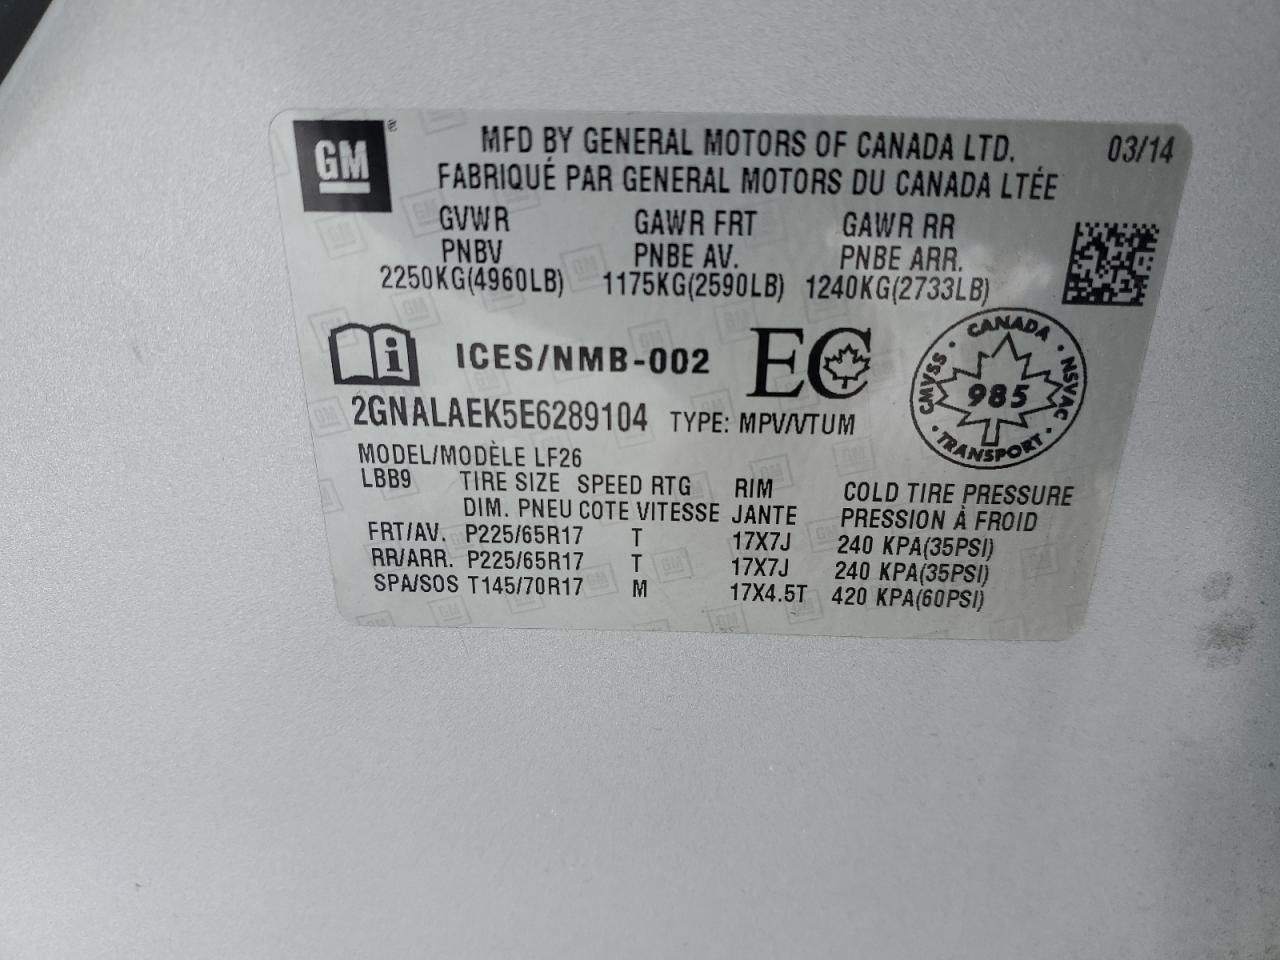 GM ®
MFD BY GENERAL MOTORS OF CANADA LTD. 03/14
FABRIQUÉ PAR GENERAL MOTORS DU CANADA LTÉE
GVWR GAWR FRT GAWR RR
PNBV PNBE AV. PNBE ARR.
2250KG(4960LB) 1175KG(2590LB) 1240KG(2733LB)
i ICES/NMB-002 EC
CANADA
CMVSS 985 NSVAC
TRANSPORT
2GNALAEK5E6289104 TYPE: MPV/VTUM
MODEL/MODÈLE LF26
LBB9 TIRE SIZE SPEED RTG RIM COLD TIRE PRESSURE
DIM. PNEU COTE VITESSE JANTE PRESSION À FROID
FRT/AV. P225/65R17 T 17X7J 240 KPA(35PSI)
RR/ARR. P225/65R17 T 17X7J 240 KPA(35PSI)
SPA/SOS T145/70R17 M 17X4.5T 420 KPA(60PSI)